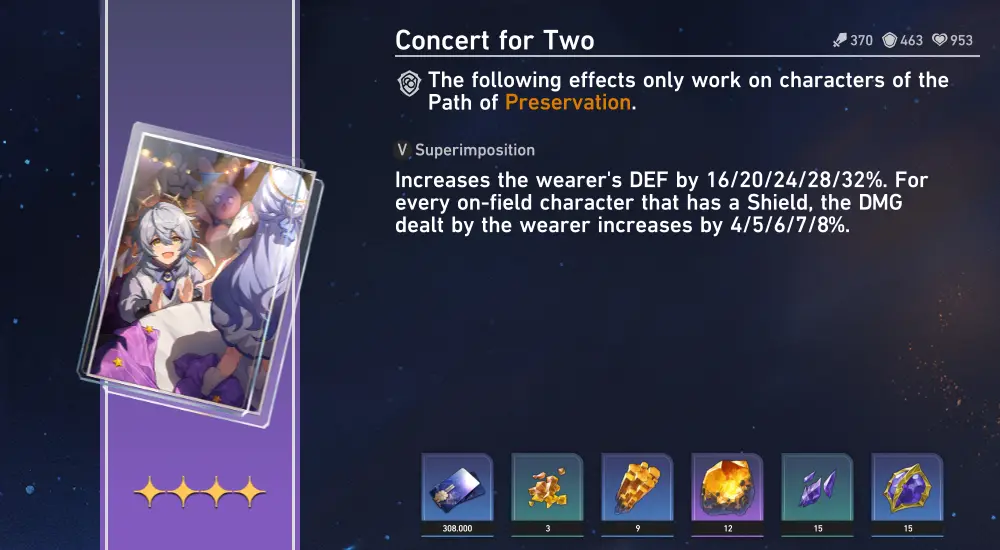 Concert for Two
370 463 953
The following effects only work on characters of the
Path of Preservation.
V Superimposition
Increases the wearer's DEF by 16/20/24/28/32%. For
every on-field character that has a Shield, the DMG
dealt by the wearer increases by 4/5/6/7/8%.
308.000 3 9 12 15 15